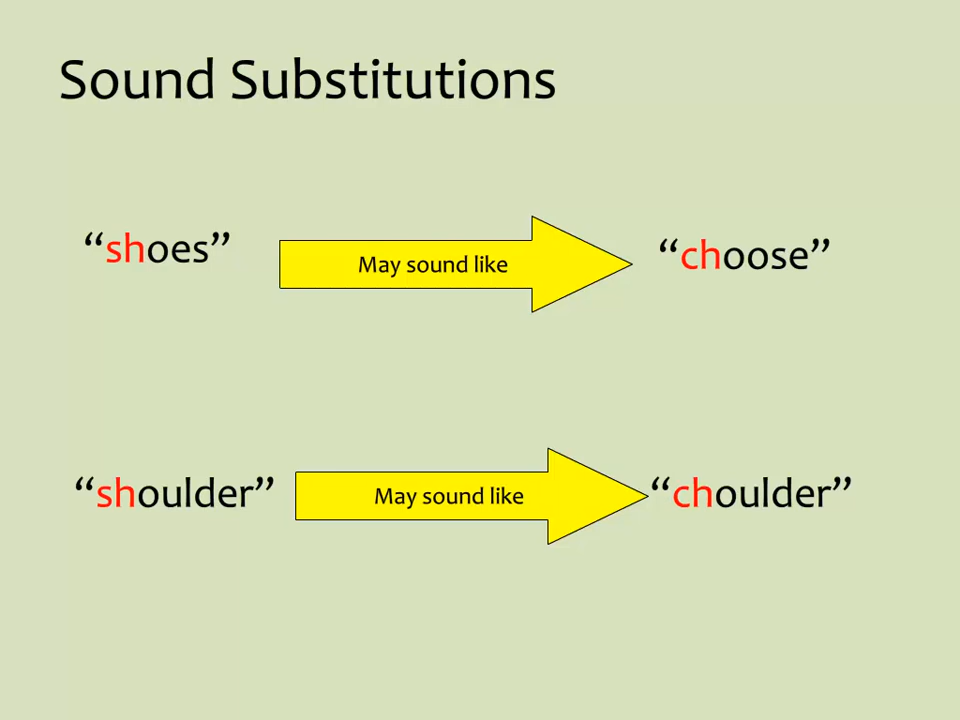 Sound Substitutions
“shoes”
May sound like
“choose”
“shoulder”
May sound like
“choulder”